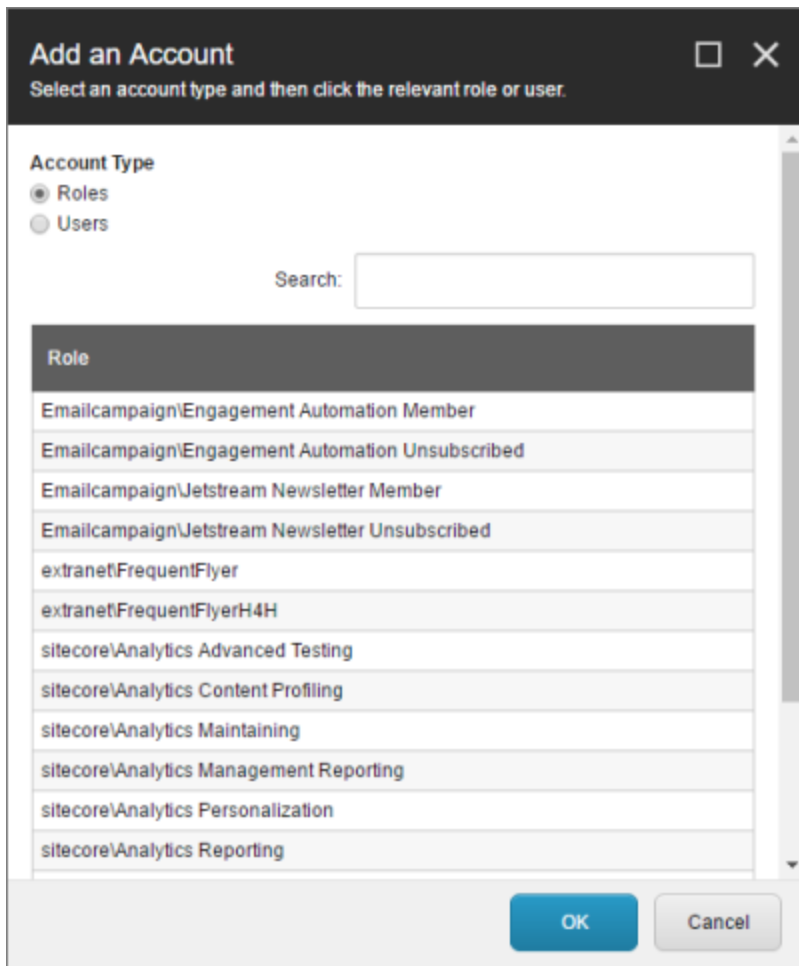 Add an Account
Select an account type and then click the relevant role or user.
Account Type
Roles
Users
Search:
Role
Emailcampaign\Engagement Automation Member
Emailcampaign\Engagement Automation Unsubscribed
Emailcampaign\Jetstream Newsletter Member
Emailcampaign\Jetstream Newsletter Unsubscribed
extranet\FrequentFlyer
extranet\FrequentFlyerH4H
sitecore\Analytics Advanced Testing
sitecore\Analytics Content Profiling
sitecore\Analytics Maintaining
sitecore\Analytics Management Reporting
sitecore\Analytics Personalization
sitecore\Analytics Reporting
OK
Cancel